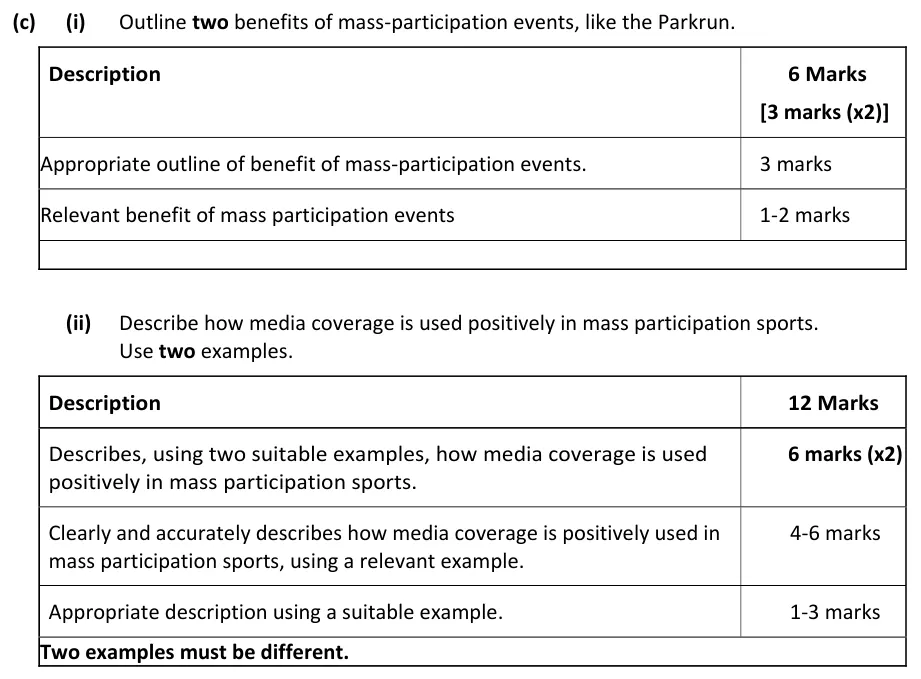 (c) (i) Outline two benefits of mass-participation events, like the Parkrun.
Description 6 Marks
[3 marks (x2)]
Appropriate outline of benefit of mass-participation events. 3 marks
Relevant benefit of mass participation events 1-2 marks
(ii) Describe how media coverage is used positively in mass participation sports.
Use two examples.
Description 12 Marks
Describes, using two suitable examples, how media coverage is used 6 marks (x2)
positively in mass participation sports.
Clearly and accurately describes how media coverage is positively used in 4-6 marks
mass participation sports, using a relevant example.
Appropriate description using a suitable example. 1-3 marks
Two examples must be different.